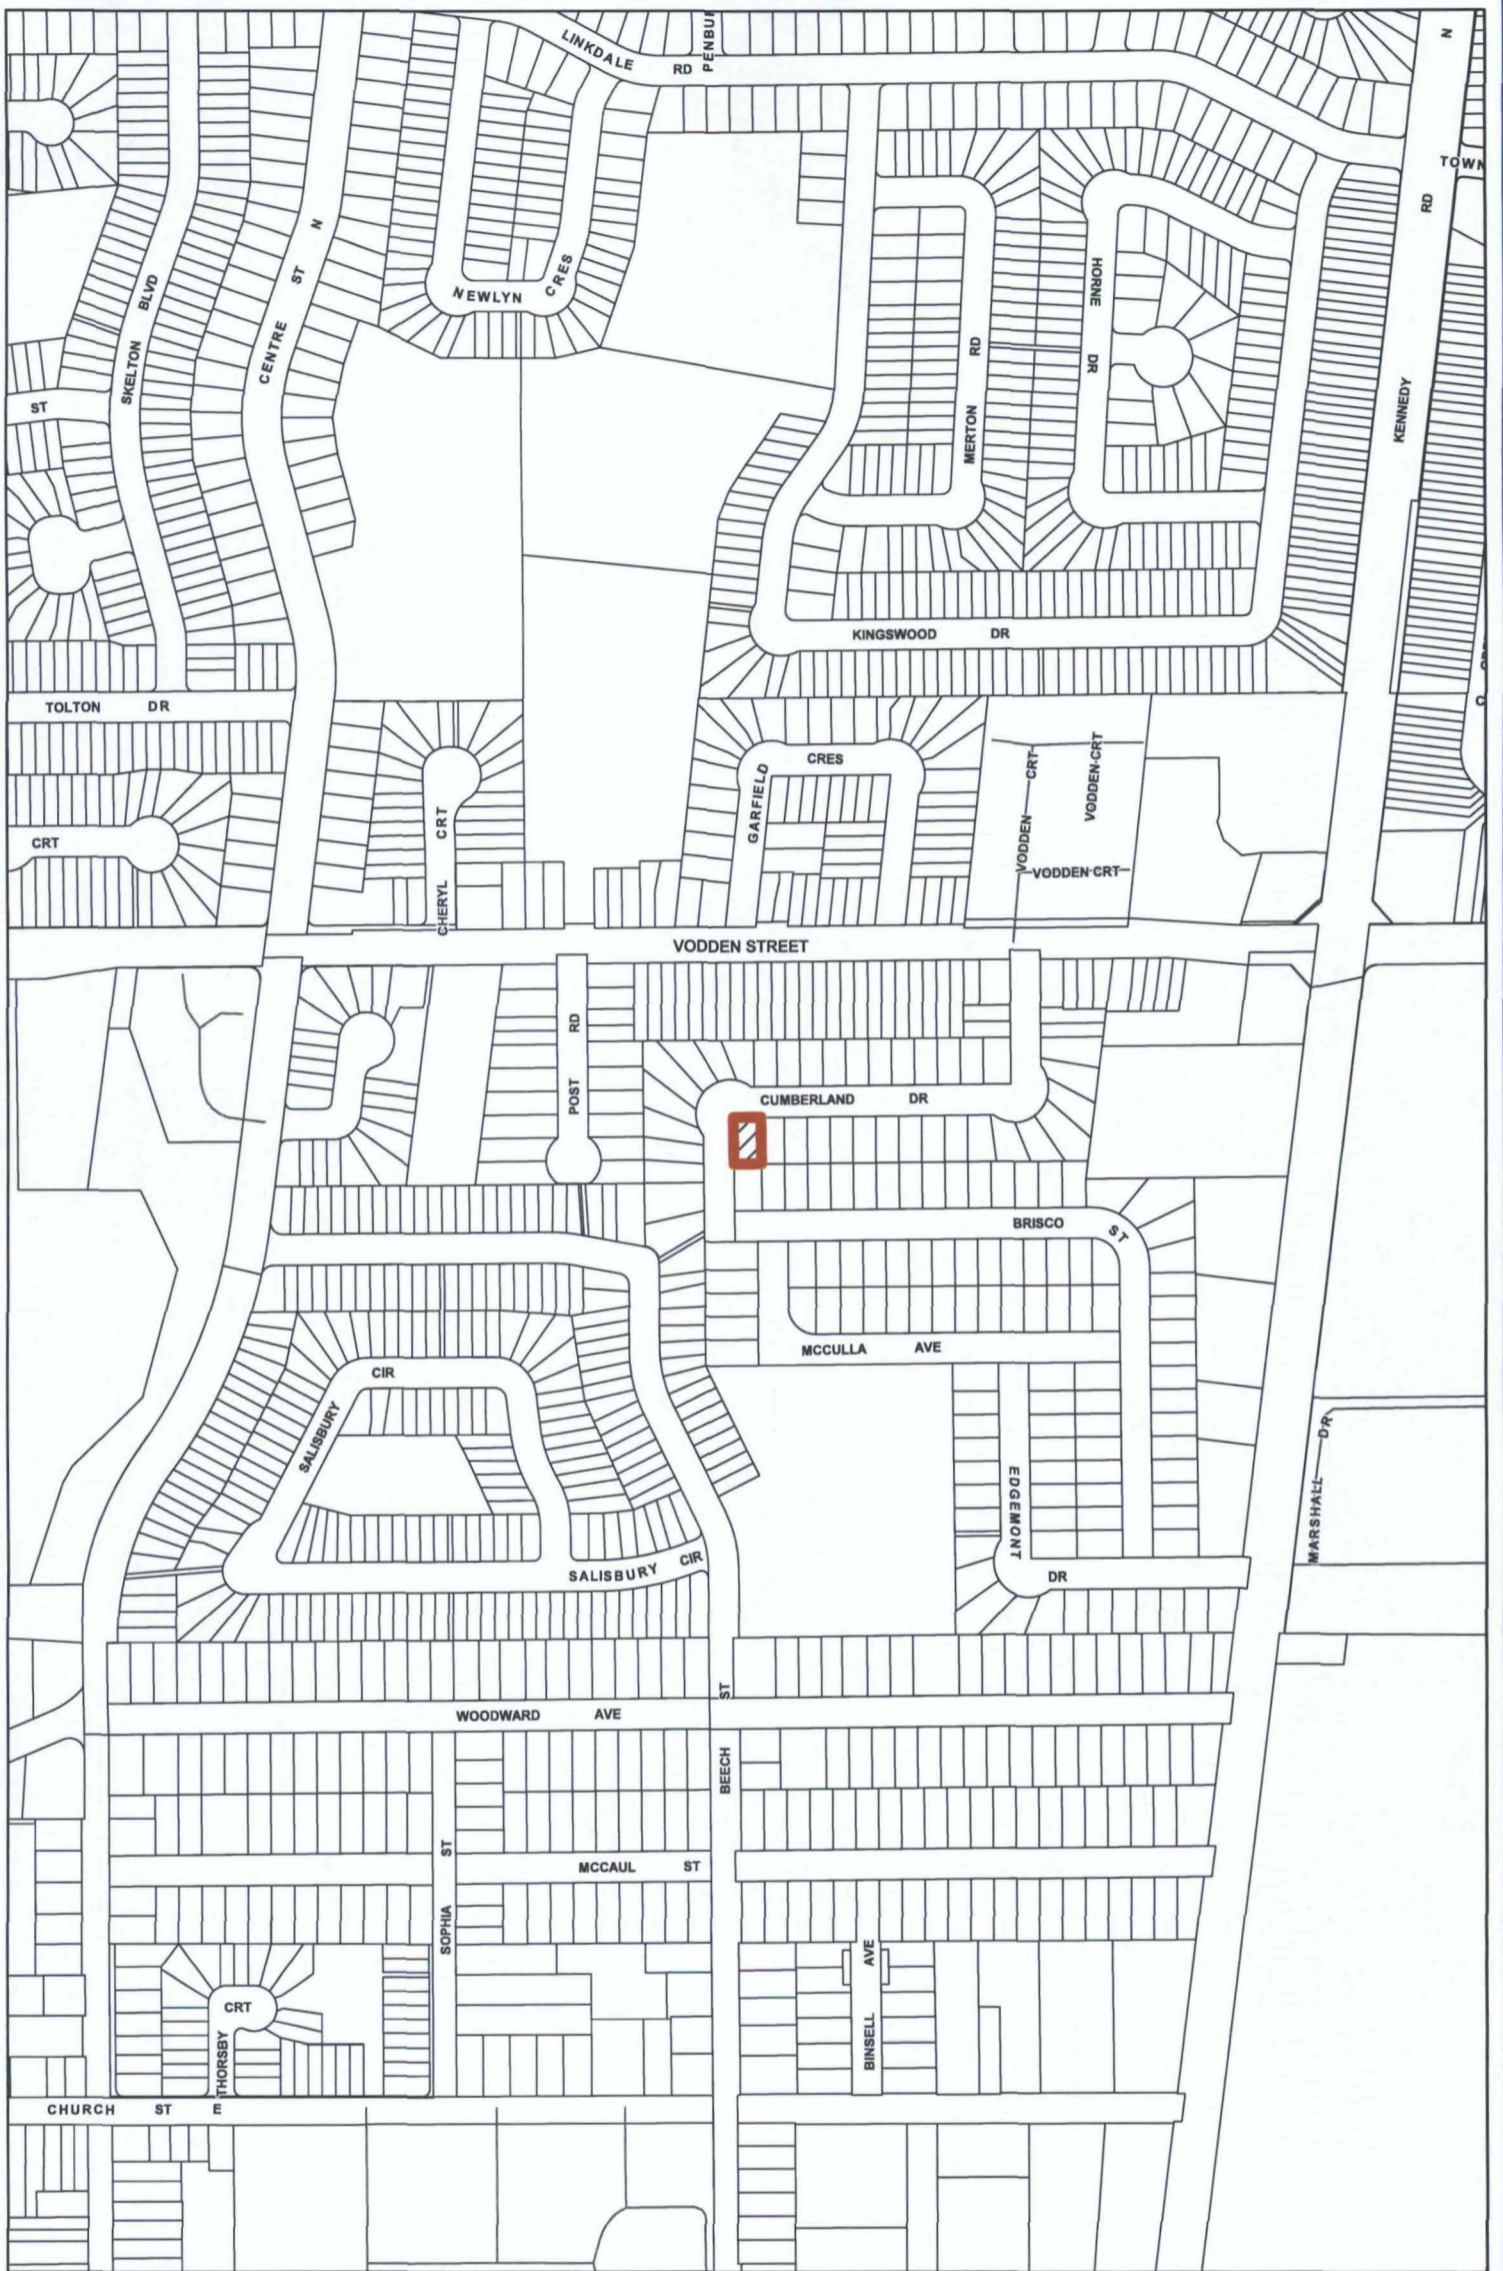 LINKDALE RD
N
TOWN
RD
SKELTON BLVD
CENTRE ST N
NEWLYN CRES
HORNE DR
MERTON RD
KENNEDY
ST
KINGSWOOD DR
TOLTON DR
CRES
GARFIELD
VODDEN CRT
VODDEN CRT
VODDEN CRT
CRT
CHERYL CRT
VODDEN STREET
POST RD
CUMBERLAND DR
BRISCO ST
MCCULLA AVE
SALISBURY CIR
EDGEMONT DR
MARSHALL DR
SALISBURY CIR
WOODWARD AVE
BEECH ST
SOPHIA ST
MCCAUL ST
BINSELL AVE
THORSBY CRT
CHURCH ST E